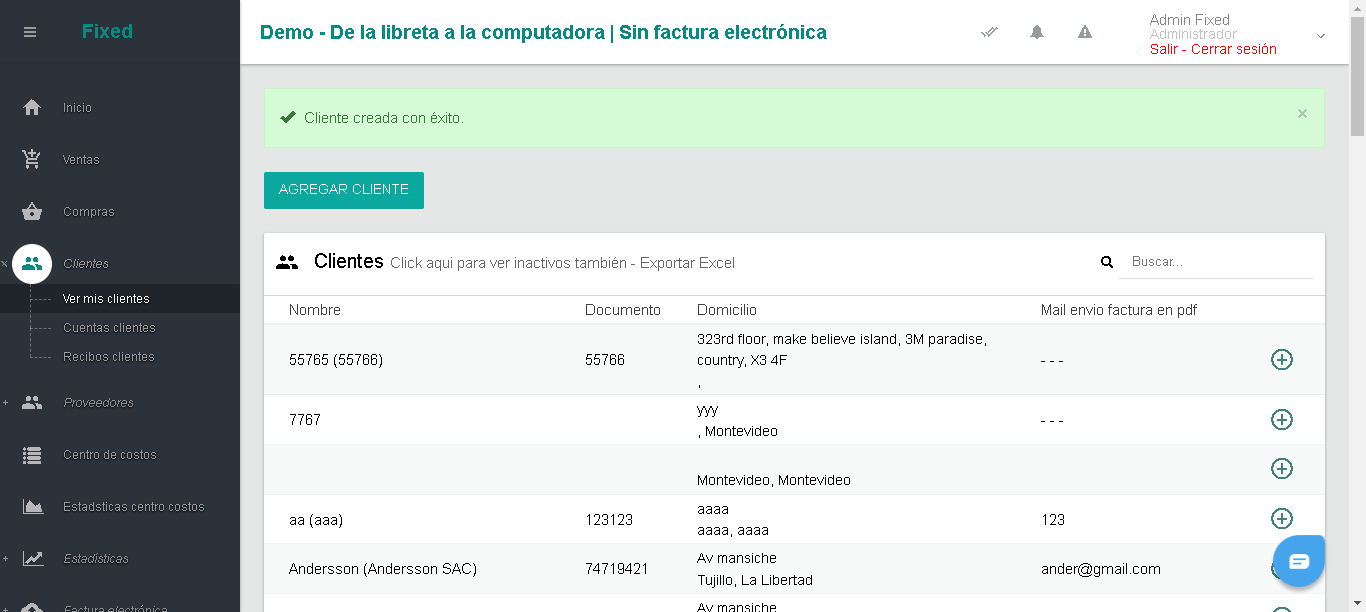 Fixed
Demo - De la libreta a la computadora | Sin factura electrónica
Admin Fixed
Administrador
Salir - Cerrar sesión
Inicio
Ventas
Compras
Clientes
Ver mis clientes
Cuentas clientes
Recibos clientes
Proveedores
Centro de costos
Estadsticas centro costos
Estadísticas
Factura electrónica
Cliente creada con éxito.
×
AGREGAR CLIENTE
Clientes Click aqui para ver inactivos también - Exportar Excel
Buscar...
Nombre Documento Domicilio Mail envio factura en pdf
323rd floor, make believe island, 3M paradise,
55765 (55766) 55766 country, X3 4F - - -
,
yyy
7767 - - -
, Montevideo
Montevideo, Montevideo
aaaa
aa (aaa) 123123 123
aaaa, aaaa
Av mansiche
Andersson (Andersson SAC) 74719421 ander@gmail.com
Tujillo, La Libertad
Av mansiche